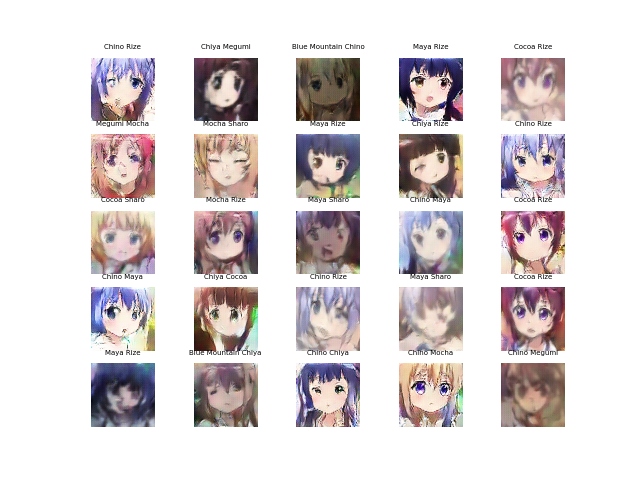 Chino Rize
Chiya Megumi
Blue Mountain Chino
Maya Rize
Cocoa Rize
Megumi Mocha
Mocha Sharo
Maya Rize
Chiya Rize
Chino Rize
Cocoa Sharo
Mocha Rize
Maya Sharo
Chino Maya
Cocoa Rize
Chino Maya
Chiya Cocoa
Chino Rize
Maya Sharo
Cocoa Rize
Maya Rize
Blue Mountain Chiya
Chino Chiya
Chino Mocha
Chino Megumi